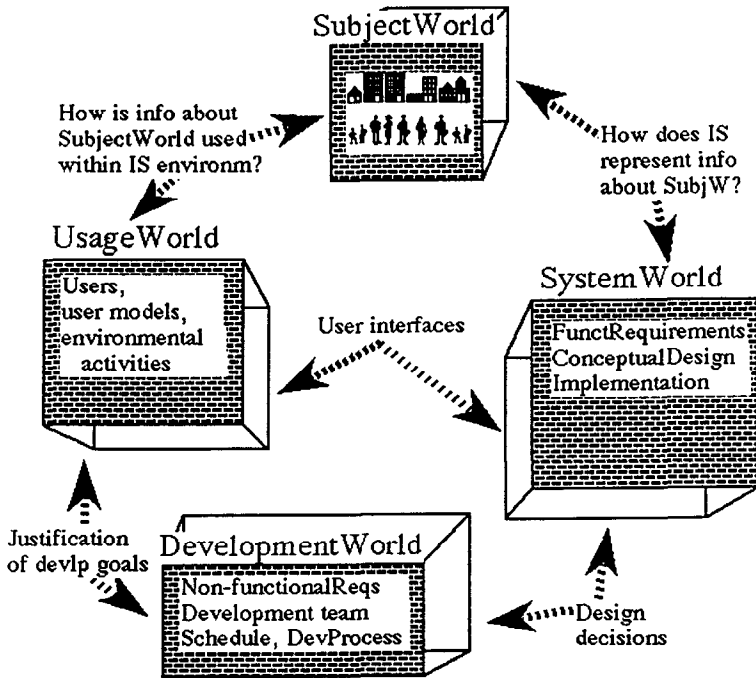 SubjectWorld
How is info about
SubjectWorld used
within IS environm?
How does IS
represent info
about SubjW?
UsageWorld
Users,
user models,
environmental
activities
SystemWorld
FunctRequirements
ConceptualDesign
Implementation
User interfaces
Justification
of devlp goals
DevelopmentWorld
Non-functionalReqs
Development team
Schedule, DevProcess
Design
decisions